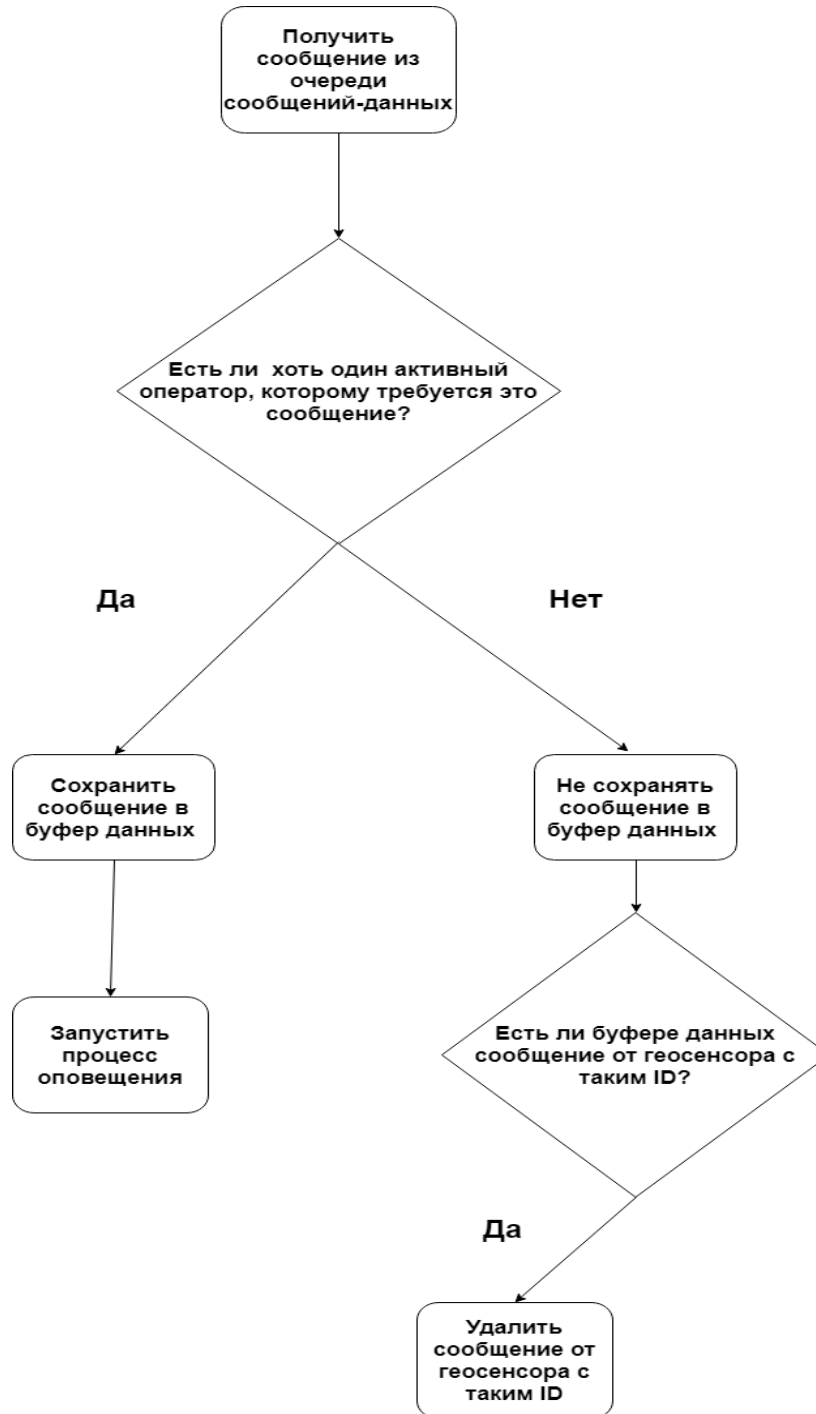 Получить
сообщение из
очереди
сообщений-данных
Есть ли хоть один активный
оператор, которому требуется это
сообщение?
Да
Нет
Сохранить
сообщение в
буфер данных
Не сохранять
сообщение в
буфер данных
Запустить
процесс
оповещения
Есть ли буфере данных
сообщение от геосенсора с
таким ID?
Да
Удалить
сообщение от
геосенсора с
таким ID